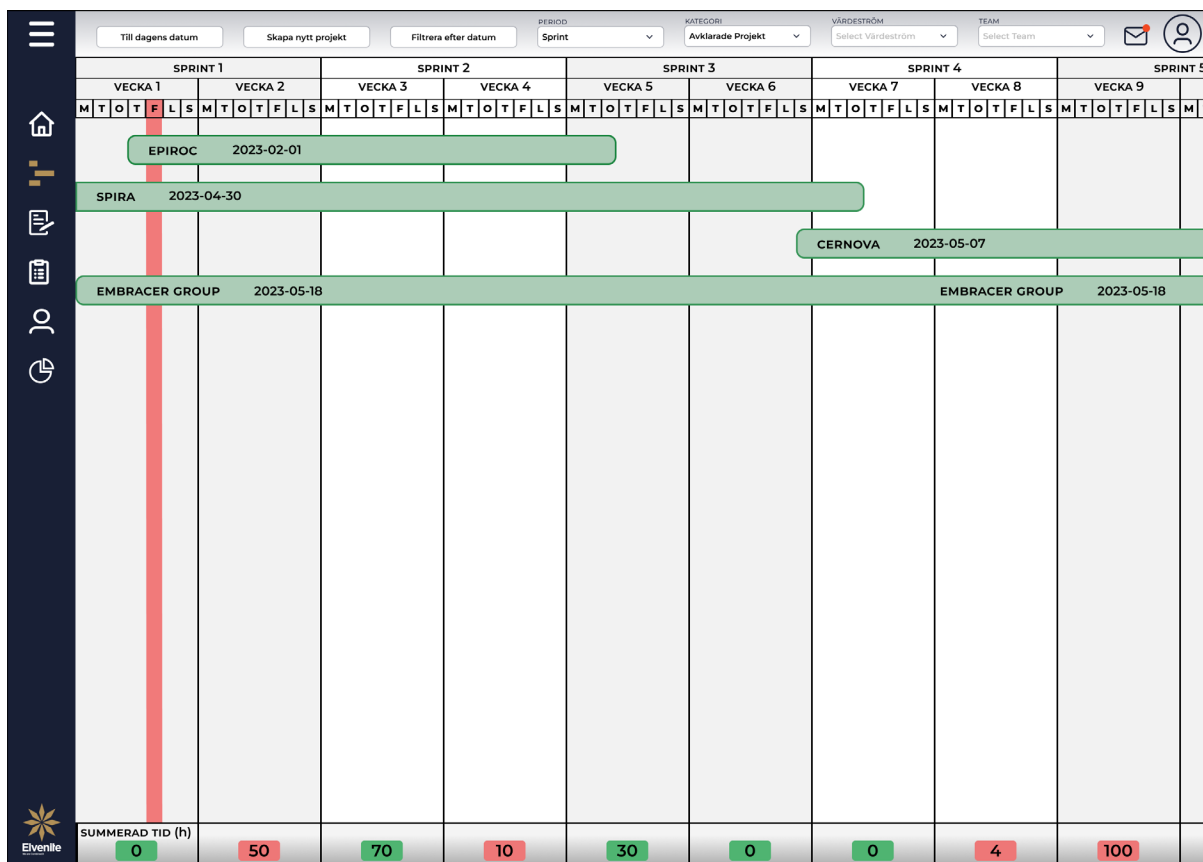 PERIOD KATEGORI VÄRDESTRÖM TEAM
Till dagens datum Skapa nytt projekt Filtrera efter datum Sprint Avklarade Projekt Select Värdeström Select Team
SPRINT 1 SPRINT 2 SPRINT 3 SPRINT 4 SPRINT 5
VECKA 1 VECKA 2 VECKA 3 VECKA 4 VECKA 5 VECKA 6 VECKA 7 VECKA 8 VECKA 9
M T O T F L S M T O T F L S M T O T F L S M T O T F L S M T O T F L S M T O T F L S M T O T F L S M T O T F L S M T O T F L S M
EPIROC 2023-02-01
SPIRA 2023-04-30
CERNOVA 2023-05-07
EMBRACER GROUP 2023-05-18 EMBRACER GROUP 2023-05-18
SUMMERAD TID (h)
0 50 70 10 30 0 0 4 100
Elvenite